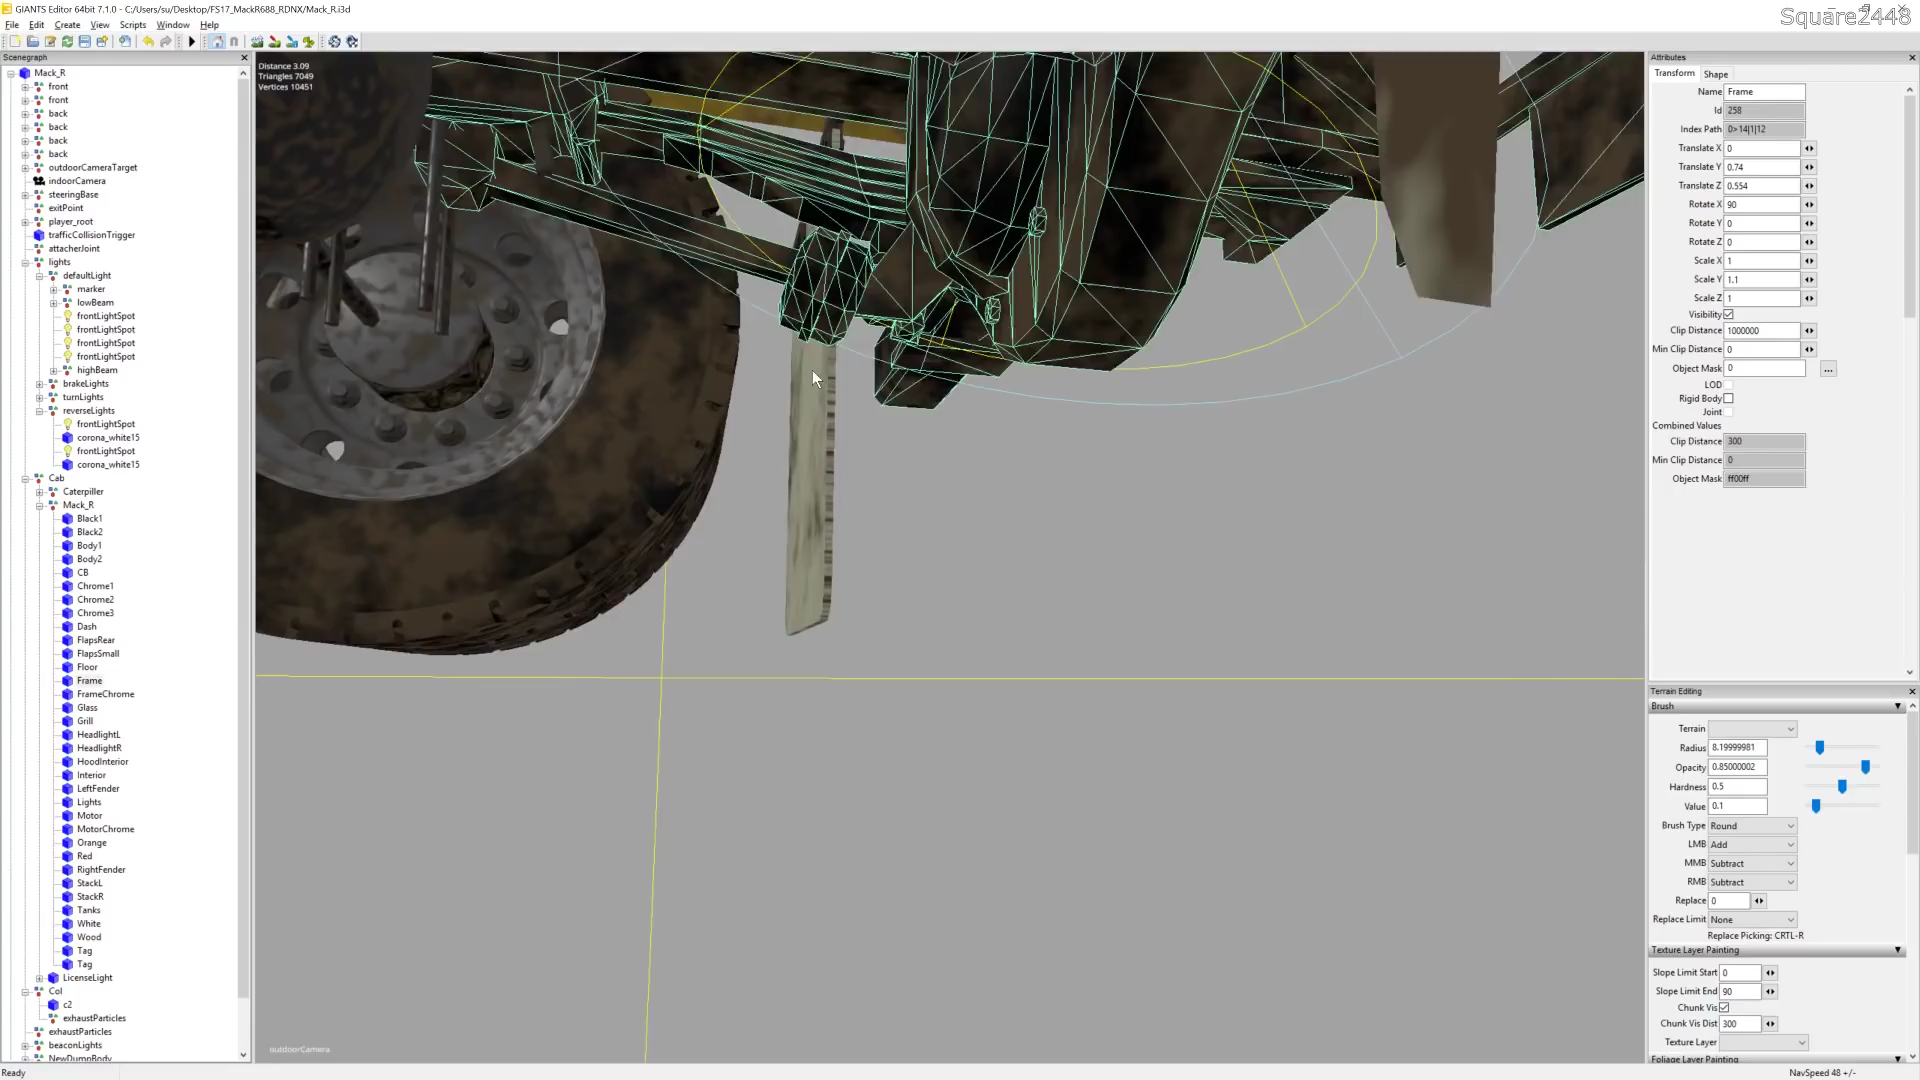 GIANTS Editor 64bit 7.1.0 - C:/Users/su/Desktop/FS17_MackR688_RDNX/Mack_R.i3d
Square2448
File Edit Create View Scripts Window Help
Scenegraph
Mack_R
front
front
back
back
back
back
outdoorCameraTarget
indoorCamera
steeringBase
exitPoint
player_root
trafficCollisionTrigger
attacherJoint
lights
defaultLight
marker
lowBeam
frontLightSpot
frontLightSpot
frontLightSpot
frontLightSpot
highBeam
brakeLights
turnLights
reverseLights
frontLightSpot
corona_white15
frontLightSpot
corona_white15
Cab
Caterpiller
Mack_R
Black1
Black2
Body1
Body2
CB
Chrome1
Chrome2
Chrome3
Dash
FlapsRear
FlapsSmall
Floor
Frame
FrameChrome
Glass
Grill
HeadlightL
HeadlightR
HoodInterior
Interior
LeftFender
Lights
Motor
MotorChrome
Orange
Red
RightFender
StackL
StackR
Tanks
White
Wood
Tag
Tag
LicenseLight
Col
c2
exhaustParticles
exhaustParticles
beaconLights
NewDumpBody
Ready
Distance 3.09
Triangles 7049
Vertices 10451
outdoorCamera
Attributes
Transform Shape
Name Frame
Id 258
Index Path 0>14|1|12
Translate X 0
Translate Y 0.74
Translate Z 0.554
Rotate X 90
Rotate Y 0
Rotate Z 0
Scale X 1
Scale Y 1.1
Scale Z 1
Visibility
Clip Distance 1000000
Min Clip Distance 0
Object Mask 0 ...
LOD
Rigid Body
Joint
Combined Values
Clip Distance 300
Min Clip Distance 0
Object Mask ff00ff
Terrain Editing
Brush
Terrain
Radius 8.19999981
Opacity 0.85000002
Hardness 0.5
Value 0.1
Brush Type Round
LMB Add
MMB Subtract
RMB Subtract
Replace 0
Replace Limit None
Replace Picking: CRTL-R
Texture Layer Painting
Slope Limit Start 0
Slope Limit End 90
Chunk Vis
Chunk Vis Dist 300
Texture Layer
Foliage Layer Painting
NavSpeed 48 +/-